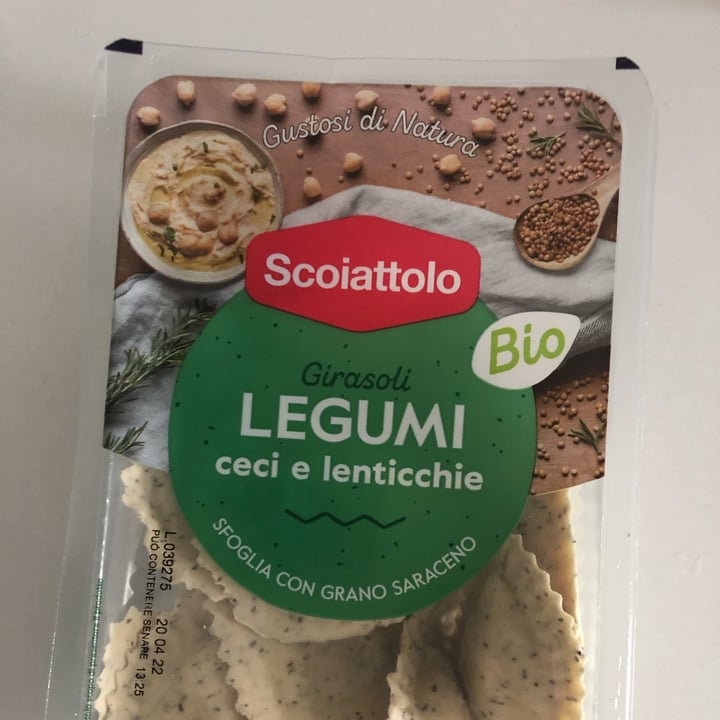 Gustosi di Natura
Scoiattolo
Bio
Girasoli
LEGUMI
ceci e lenticchie
SFOGLIA CON GRANO SARACENO
L.039275 20 04 22
PUÒ CONTENERE SENAPE 13:25